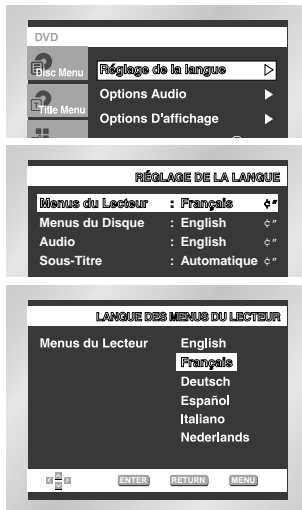 DVD
Disc Menu
Réglage de la langue
Title Menu
Options Audio
Options D'affichage
RÉGLAGE DE LA LANGUE
Menus du Lecteur : Français
Menus du Disque : English
Audio : English
Sous-Titre : Automatique
LANGUE DES MENUS DU LECTEUR
Menus du Lecteur English
Français
Deutsch
Español
Italiano
Nederlands
ENTER RETURN MENU